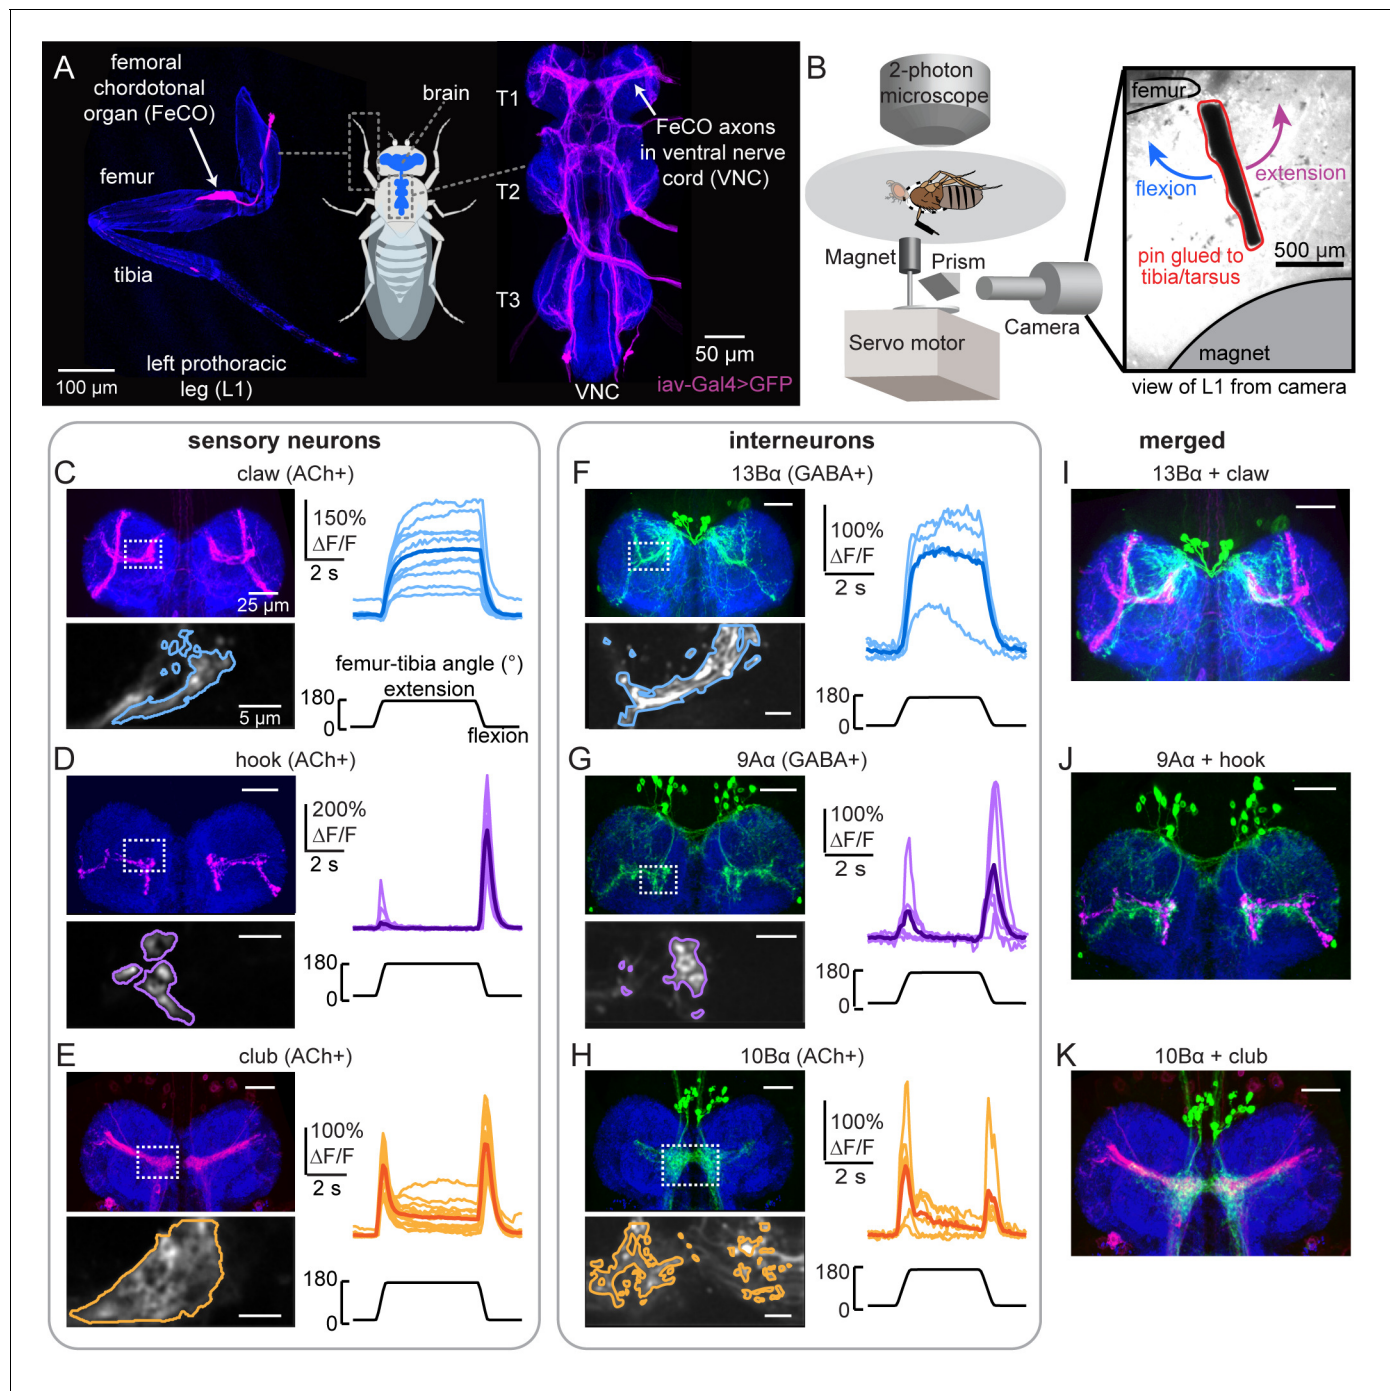 A
femoral
chordotonal
organ (FeCO)
brain
femur
tibia
left prothoracic
leg (L1)
100 µm
T1
T2
T3
FeCO axons
in ventral nerve
cord (VNC)
50 µm
iav-Gal4>GFP
VNC
B
2-photon
microscope
Magnet
Prism
Servo motor
Camera
femur
flexion
extension
pin glued to
tibia/tarsus
500 µm
magnet
view of L1 from camera
sensory neurons
C
claw (ACh+)
150%
ΔF/F
2 s
25 µm
5 µm
femur-tibia angle (°)
extension
180
0
flexion
D
hook (ACh+)
200%
ΔF/F
2 s
180
0
E
club (ACh+)
100%
ΔF/F
2 s
180
0
interneurons
F
13Bα (GABA+)
100%
ΔF/F
2 s
180
0
G
9Aα (GABA+)
100%
ΔF/F
2 s
180
0
H
10Bα (ACh+)
100%
ΔF/F
2 s
180
0
merged
I
13Bα + claw
J
9Aα + hook
K
10Bα + club